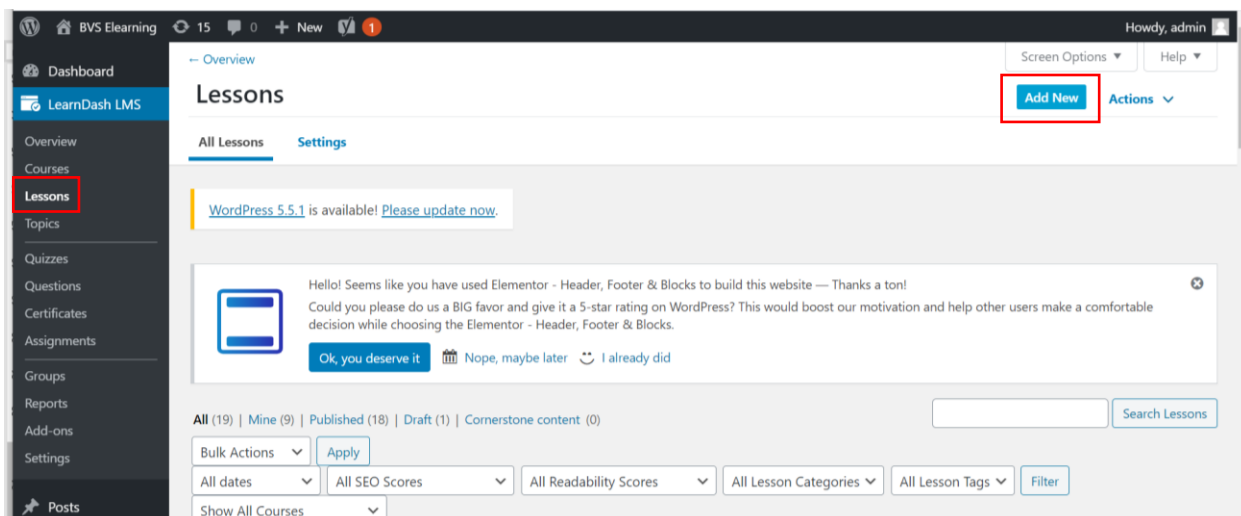 BVS Elearning 15 0 New 1 Howdy, admin
Dashboard
LearnDash LMS
Overview
Courses
Lessons
Topics
Quizzes
Questions
Certificates
Assignments
Groups
Reports
Add-ons
Settings
Posts
← Overview
Screen Options Help
Lessons
Add New Actions
All Lessons Settings
WordPress 5.5.1 is available! Please update now.
Hello! Seems like you have used Elementor - Header, Footer & Blocks to build this website — Thanks a ton!
Could you please do us a BIG favor and give it a 5-star rating on WordPress? This would boost our motivation and help other users make a comfortable
decision while choosing the Elementor - Header, Footer & Blocks.
Ok, you deserve it Nope, maybe later I already did
All (19) | Mine (9) | Published (18) | Draft (1) | Cornerstone content (0)
Search Lessons
Bulk Actions Apply
All dates All SEO Scores All Readability Scores All Lesson Categories All Lesson Tags Filter
Show All Courses